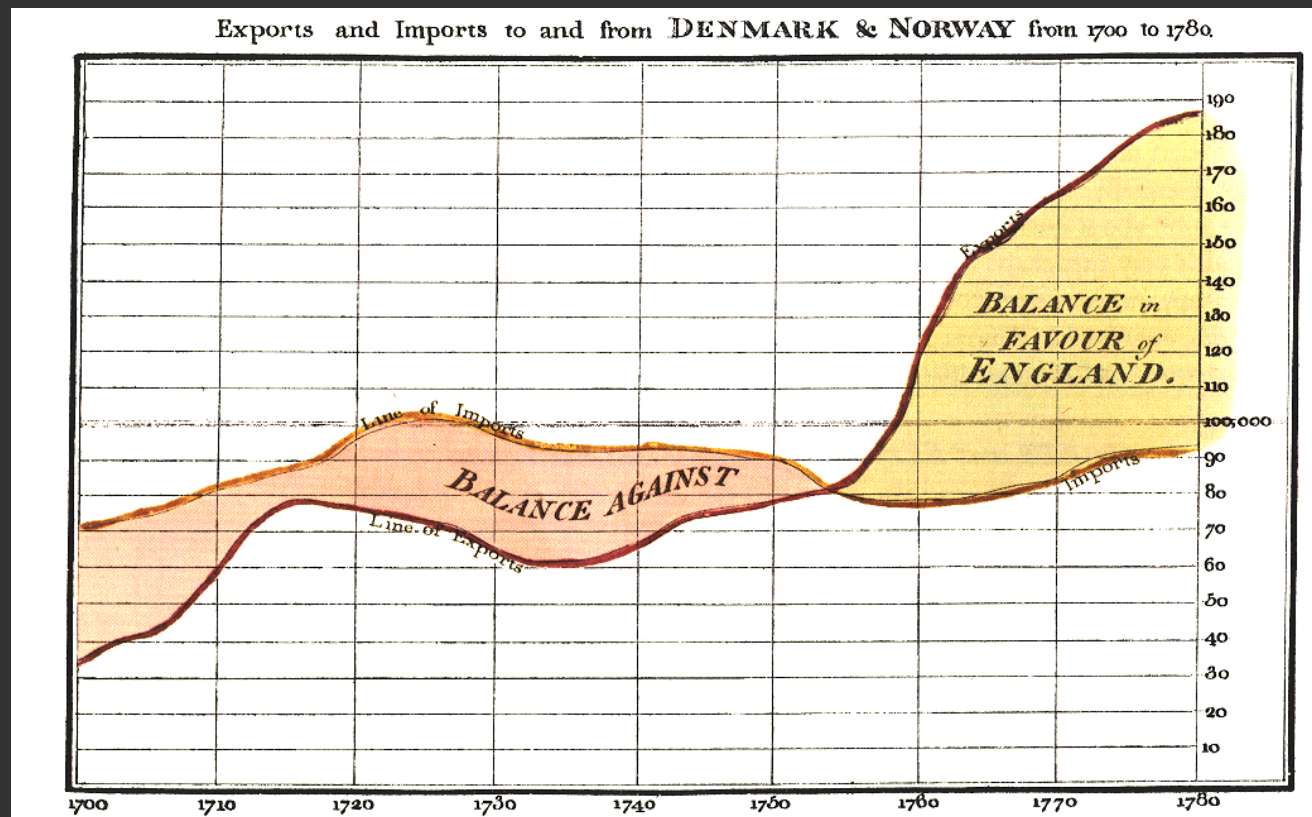 Exports and Imports to and from DENMARK & NORWAY from 1700 to 1780.
190
180
170
160
Exports
150
140
BALANCE in
130
FAVOUR of
120
ENGLAND.
110
Line of Imports
100,000
90
Imports
BALANCE AGAINST
80
Line of Exports
70
60
50
40
30
20
10
1700 1710 1720 1730 1740 1750 1760 1770 1780